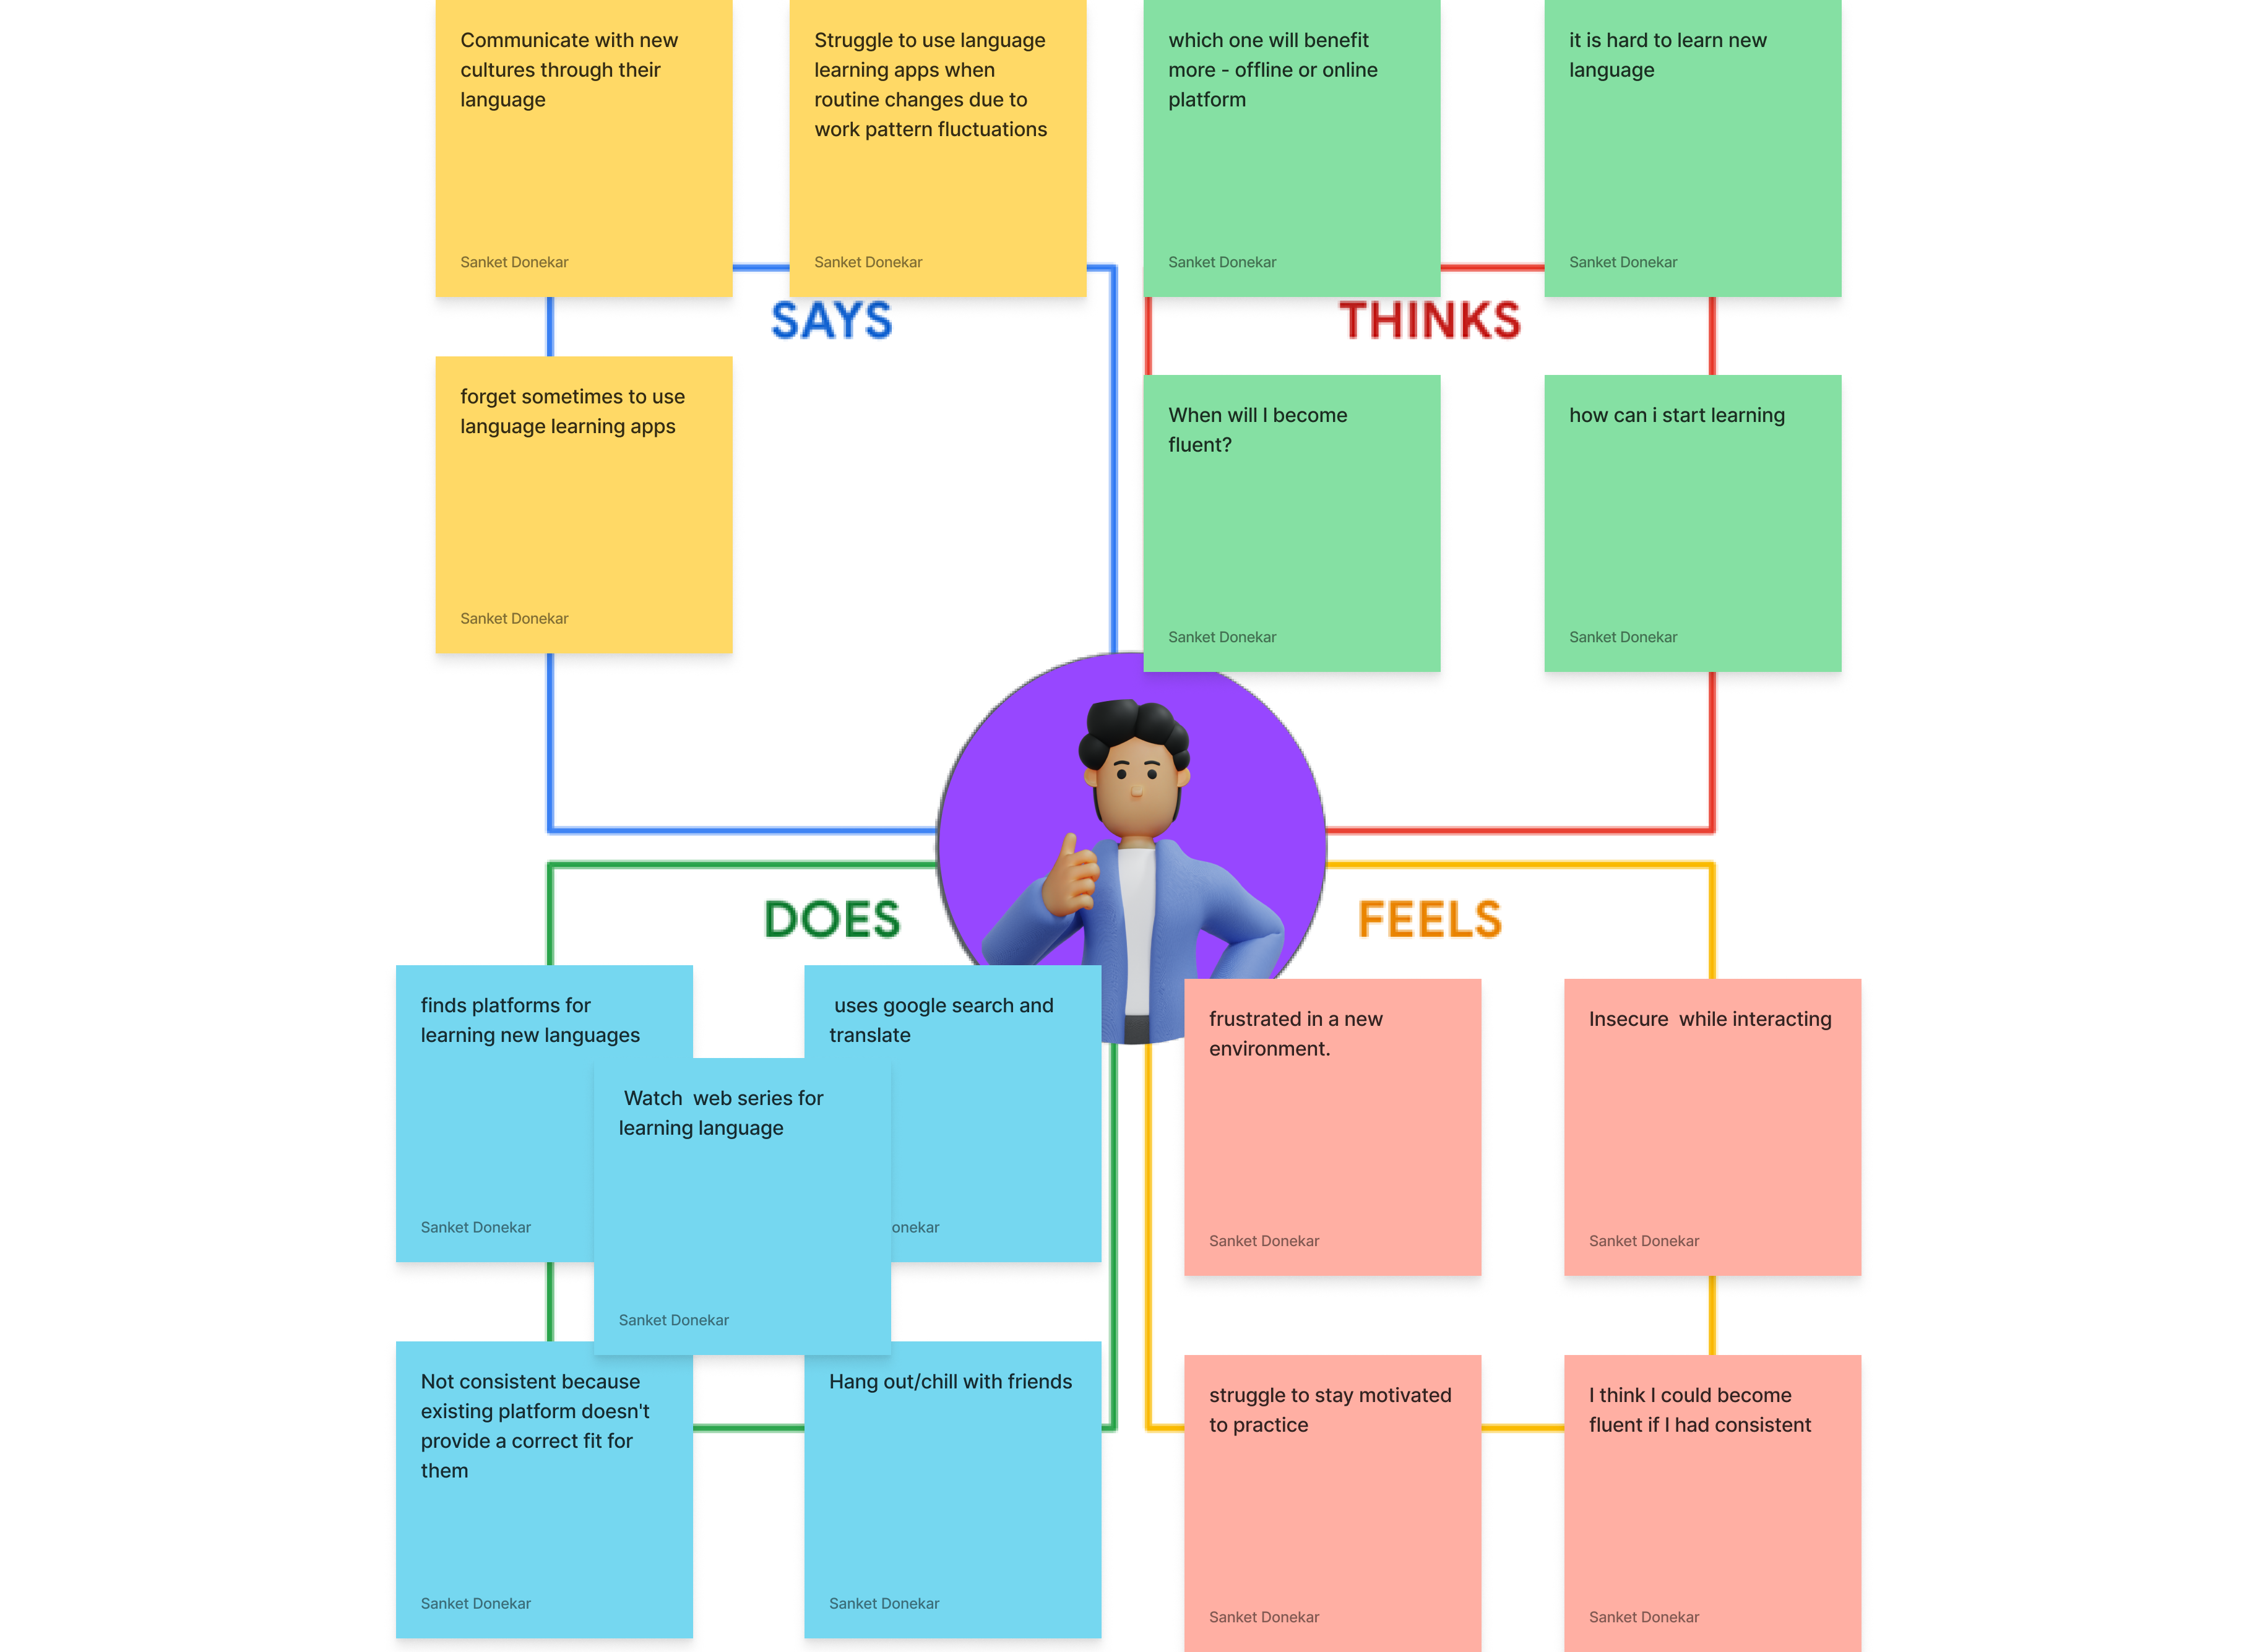 Communicate with new
cultures through their
language
Sanket Donekar
Struggle to use language
learning apps when
routine changes due to
work pattern fluctuations
Sanket Donekar
SAYS
forget sometimes to use
language learning apps
Sanket Donekar
which one will benefit
more - offline or online
platform
Sanket Donekar
it is hard to learn new
language
Sanket Donekar
THINKS
When will I become
fluent?
Sanket Donekar
how can i start learning
Sanket Donekar
DOES
finds platforms for
learning new languages
Sanket Donekar
uses google search and
translate
onekar
Watch  web series for
learning language
Sanket Donekar
Not consistent because
existing platform doesn't
provide a correct fit for
them
Sanket Donekar
Hang out/chill with friends
Sanket Donekar
FEELS
frustrated in a new
environment.
Sanket Donekar
Insecure  while interacting
Sanket Donekar
struggle to stay motivated
to practice
Sanket Donekar
I think I could become
fluent if I had consistent
Sanket Donekar